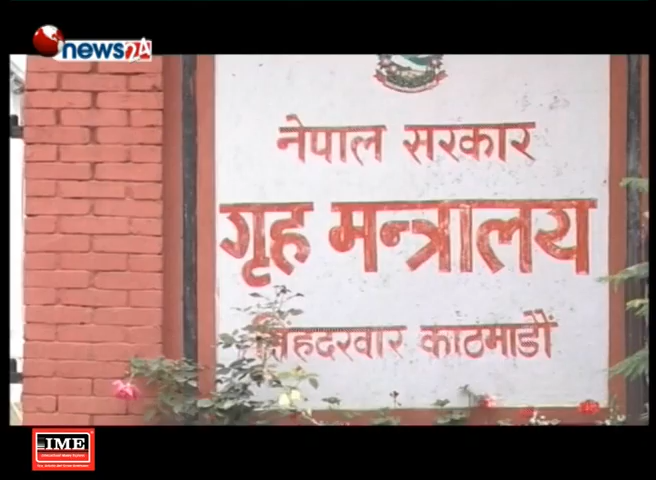 news24
नेपाल सरकार
गृह मन्त्रालय
काठमाडौं
IME